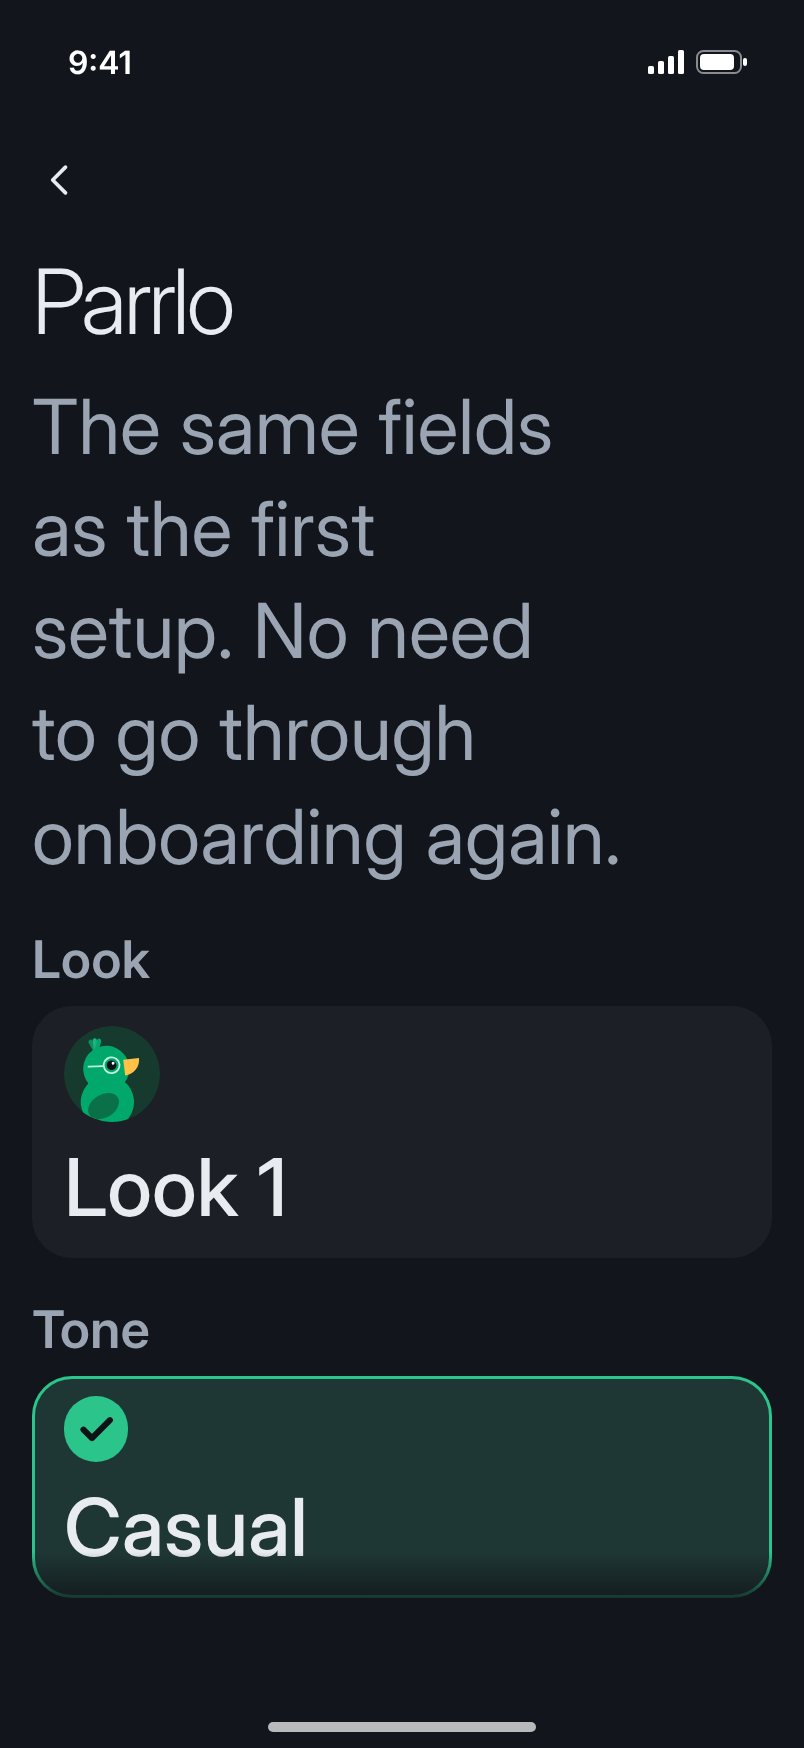 9:41
Parrlo
The same fields
as the first
setup. No need
to go through
onboarding again.
Look
Look 1
Tone
Casual